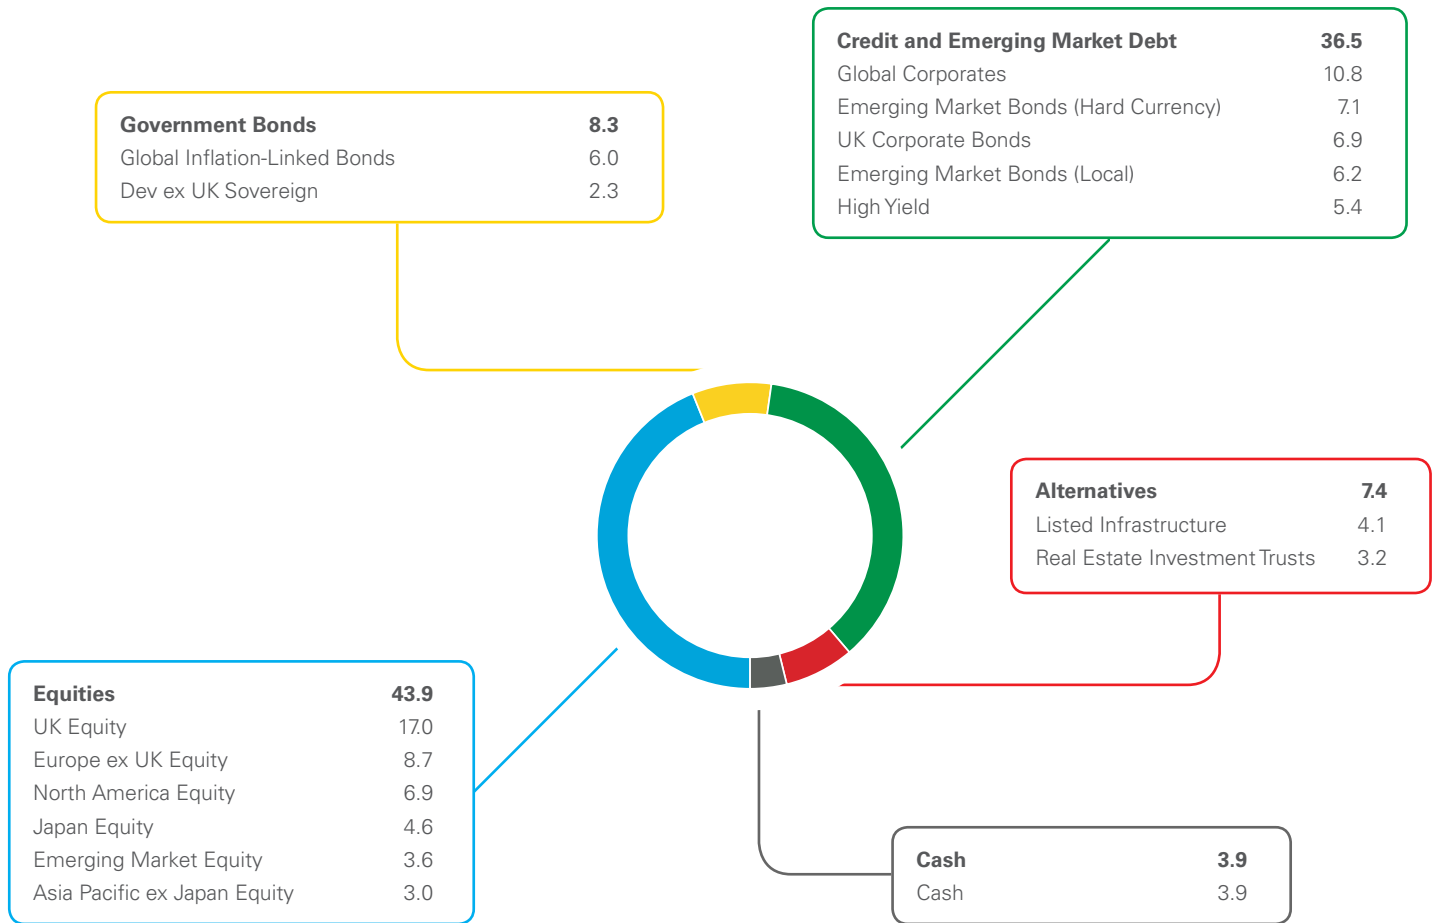 Credit and Emerging Market Debt 36.5
Global Corporates 10.8
Emerging Market Bonds (Hard Currency) 7.1
UK Corporate Bonds 6.9
Emerging Market Bonds (Local) 6.2
High Yield 5.4
Government Bonds 8.3
Global Inflation-Linked Bonds 6.0
Dev ex UK Sovereign 2.3
Alternatives 7.4
Listed Infrastructure 4.1
Real Estate Investment Trusts 3.2
Equities 43.9
UK Equity 17.0
Europe ex UK Equity 8.7
North America Equity 6.9
Japan Equity 4.6
Emerging Market Equity 3.6
Asia Pacific ex Japan Equity 3.0
Cash 3.9
Cash 3.9